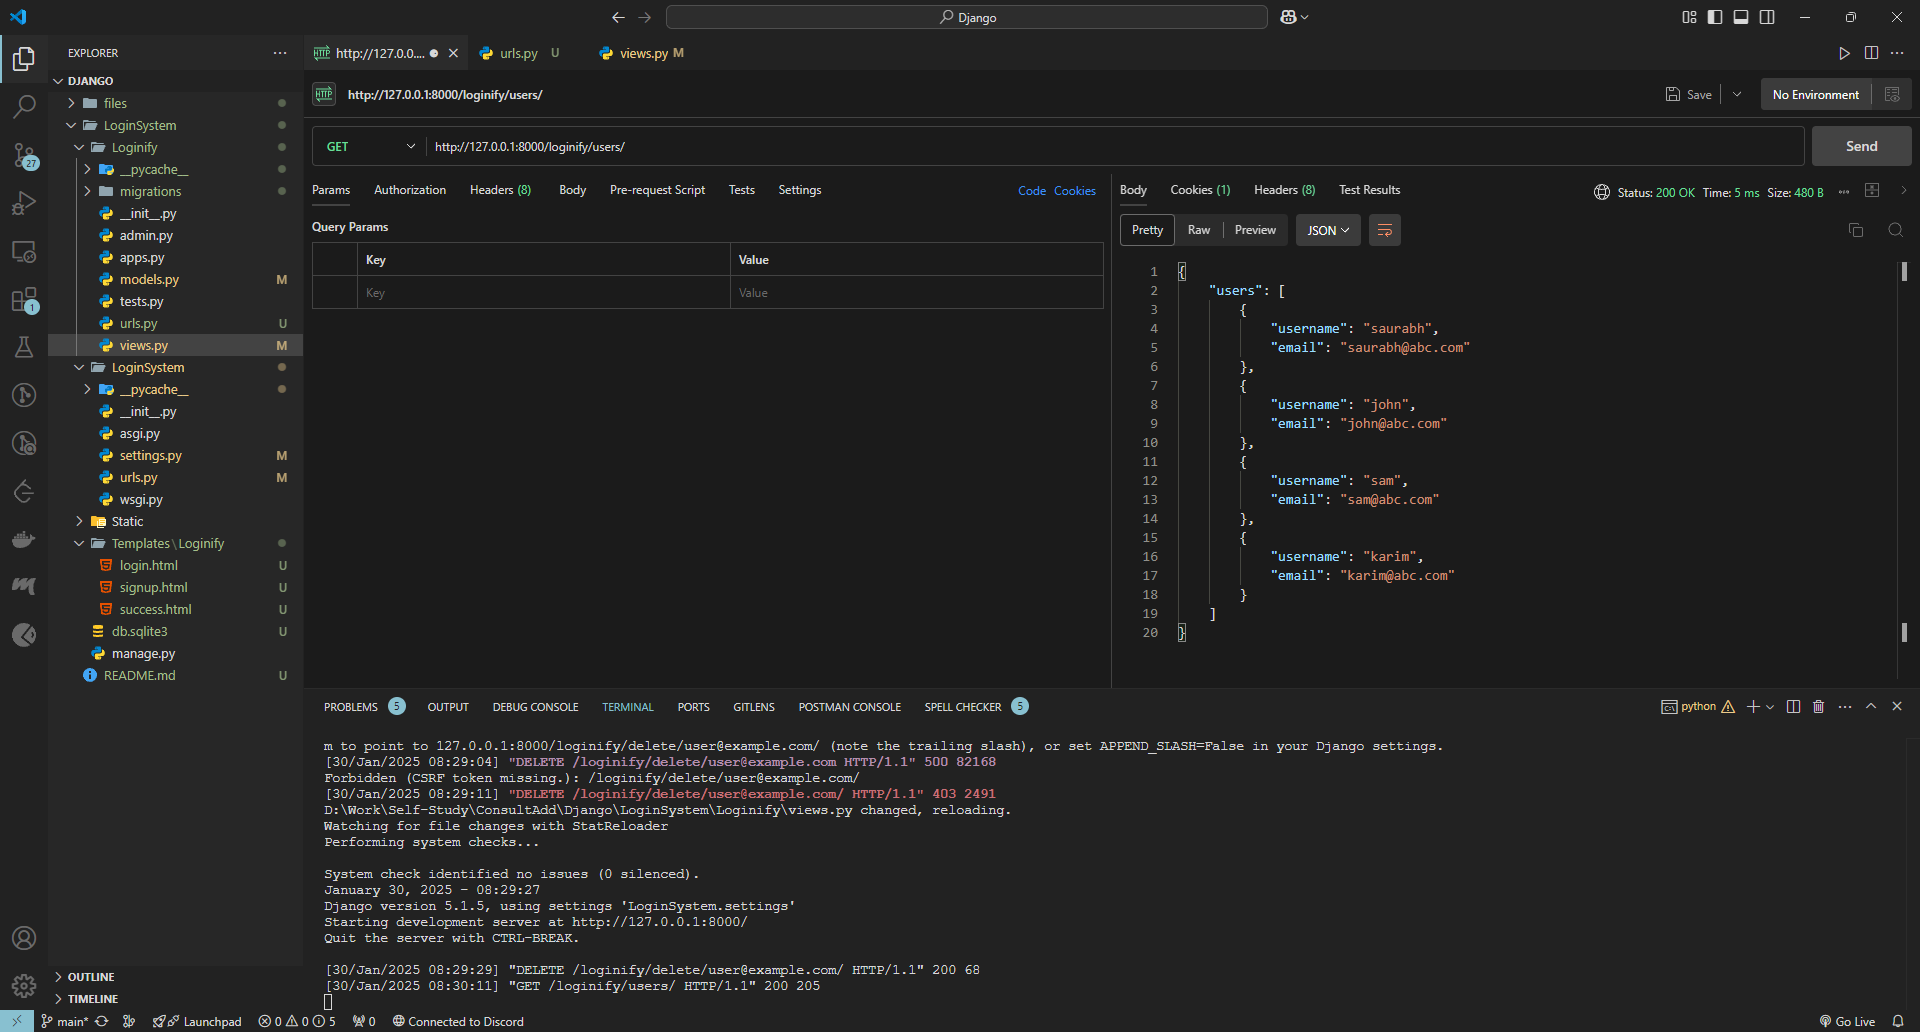 Django
EXPLORER
http://127.0.0....
urls.py U
views.py M
DJANGO
files
LoginSystem
Loginify
__pycache__
migrations
__init__.py
admin.py
apps.py
models.py M
tests.py
urls.py U
views.py M
LoginSystem
__pycache__
__init__.py
asgi.py
settings.py M
urls.py M
wsgi.py
Static
Templates\Loginify
login.html U
signup.html U
success.html U
db.sqlite3 U
manage.py
README.md U
OUTLINE
TIMELINE
27
1
HTTP
http://127.0.0.1:8000/loginify/users/
Save
No Environment
GET
http://127.0.0.1:8000/loginify/users/
Send
Params Authorization Headers (8) Body Pre-request Script Tests Settings Code Cookies
Query Params
Key Value
Key Value
Body Cookies (1) Headers (8) Test Results
Status: 200 OK Time: 5 ms Size: 480 B
Pretty Raw Preview JSON
1 {
2 "users": [
3 {
4 "username": "saurabh",
5 "email": "saurabh@abc.com"
6 },
7 {
8 "username": "john",
9 "email": "john@abc.com"
10 },
11 {
12 "username": "sam",
13 "email": "sam@abc.com"
14 },
15 {
16 "username": "karim",
17 "email": "karim@abc.com"
18 }
19 ]
20 }
PROBLEMS 5 OUTPUT DEBUG CONSOLE TERMINAL PORTS GITLENS POSTMAN CONSOLE SPELL CHECKER 5
python
m to point to 127.0.0.1:8000/loginify/delete/user@example.com/ (note the trailing slash), or set APPEND_SLASH=False in your Django settings.
[30/Jan/2025 08:29:04] "DELETE /loginify/delete/user@example.com HTTP/1.1" 500 82168
Forbidden (CSRF token missing.): /loginify/delete/user@example.com/
[30/Jan/2025 08:29:11] "DELETE /loginify/delete/user@example.com/ HTTP/1.1" 403 2491
D:\Work\Self-Study\ConsultAdd\Django\LoginSystem\Loginify\views.py changed, reloading.
Watching for file changes with StatReloader
Performing system checks...
System check identified no issues (0 silenced).
January 30, 2025 - 08:29:27
Django version 5.1.5, using settings 'LoginSystem.settings'
Starting development server at http://127.0.0.1:8000/
Quit the server with CTRL-BREAK.
[30/Jan/2025 08:29:29] "DELETE /loginify/delete/user@example.com/ HTTP/1.1" 200 68
[30/Jan/2025 08:30:11] "GET /loginify/users/ HTTP/1.1" 200 205
main* Launchpad 0 0 5 0 Connected to Discord
Go Live